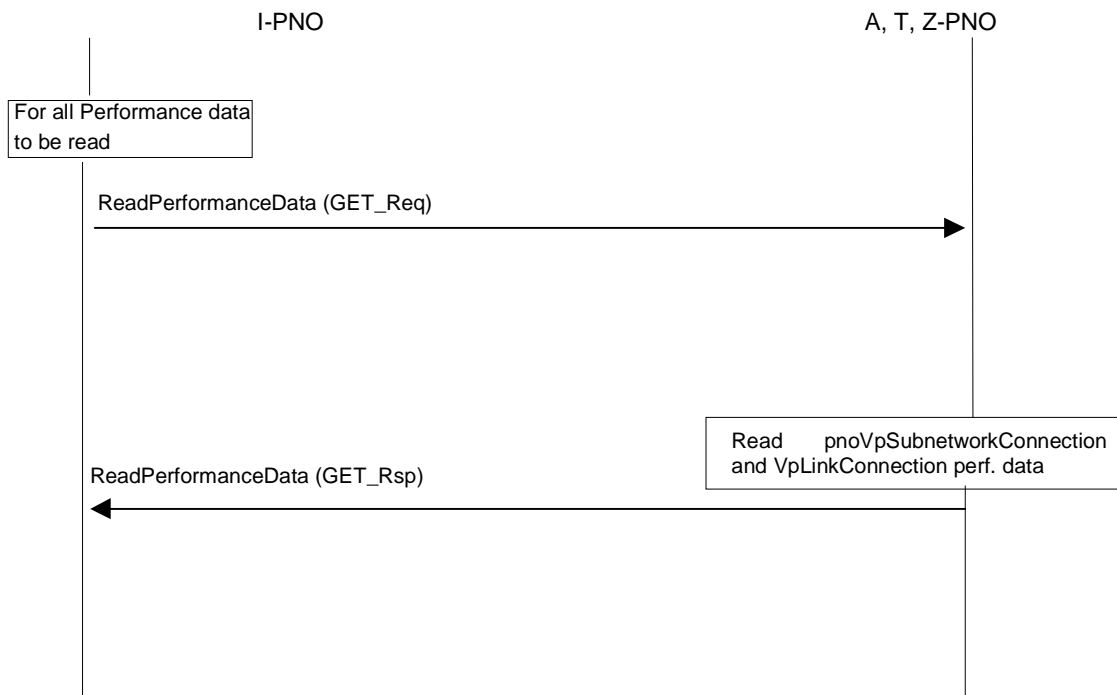 I-PNO
A, T, Z-PNO
For all Performance data
to be read
ReadPerformanceData (GET_Req)
Read pnoVpSubnetworkConnection
and VpLinkConnection perf. data
ReadPerformanceData (GET_Rsp)